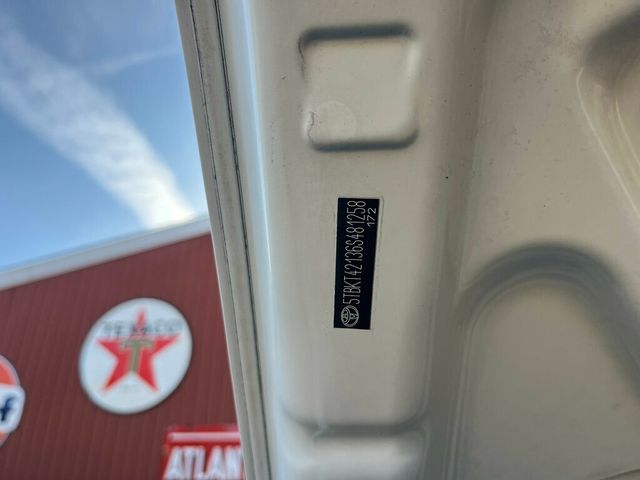 5TBKT42136S481258
172
TEXACO
T
f
ATLAN